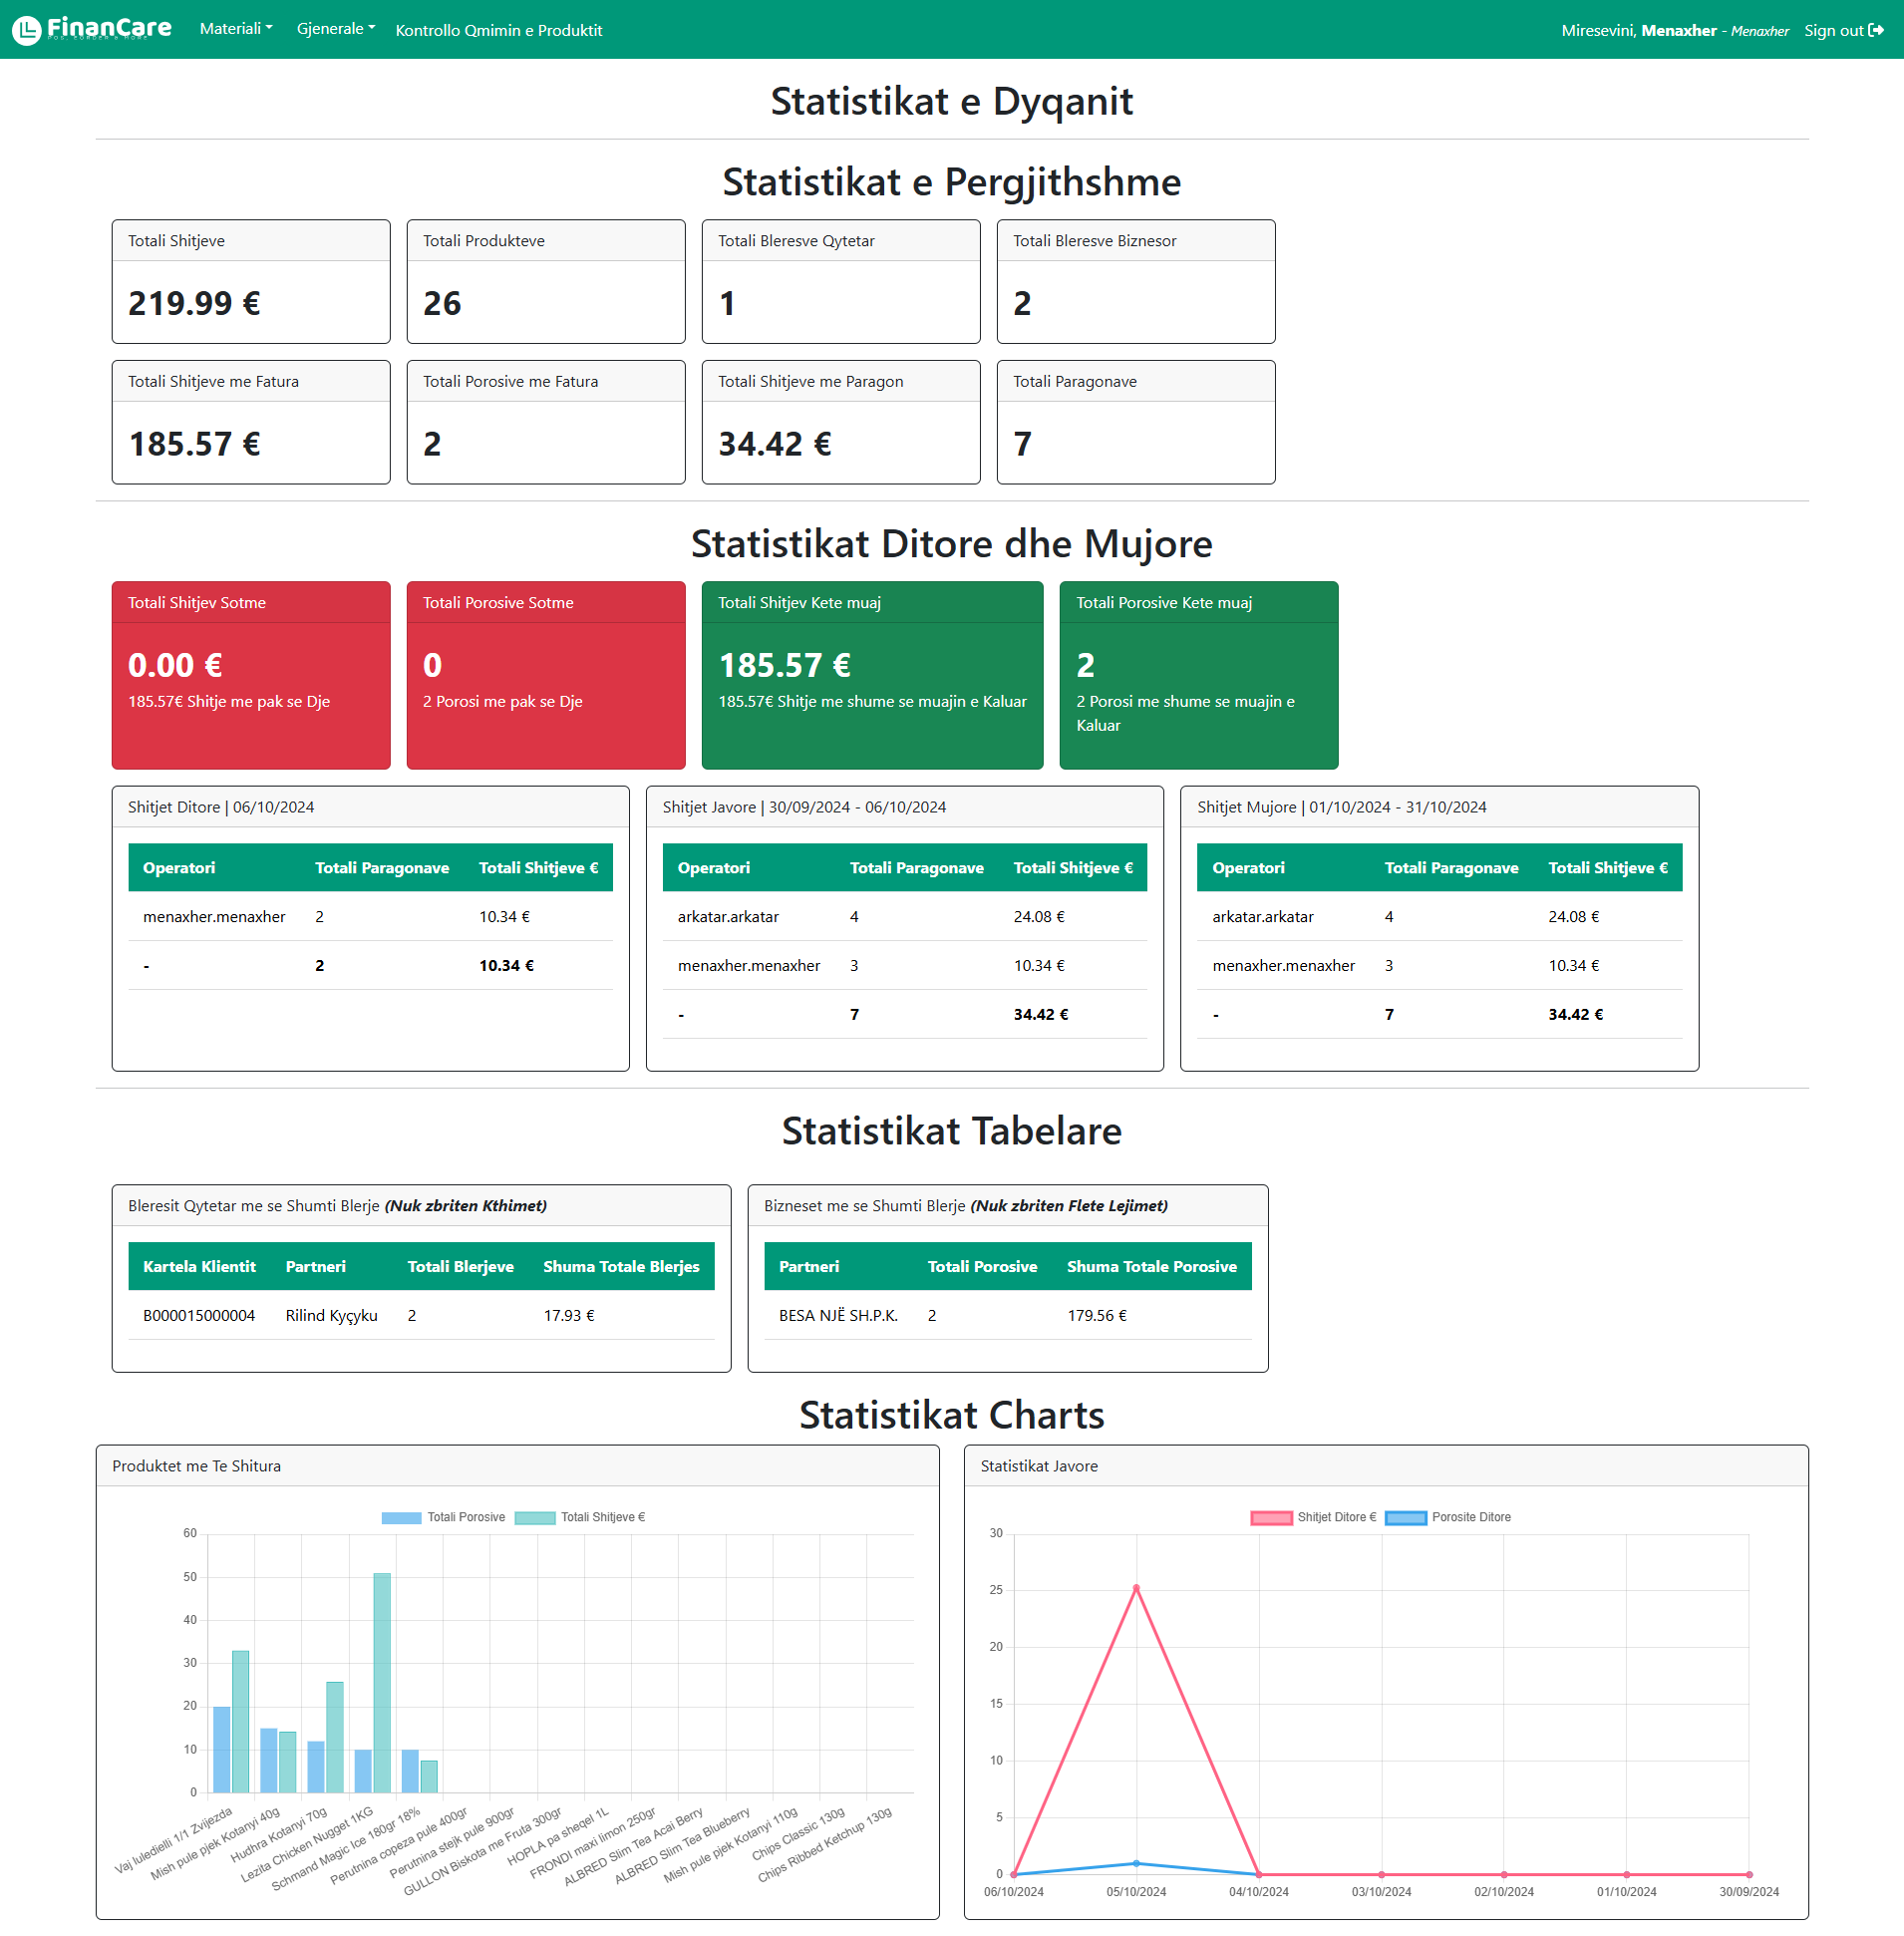 FinanCare
Materiali Gjenerale Kontrollo Qmimin e Produktit Miresevini, Menaxher - Menaxher Sign out
Statistikat e Dyqanit
Statistikat e Pergjithshme
Totali Shitjeve Totali Produkteve Totali Bleresve Qytetar Totali Bleresve Biznesor
219.99 € 26 1 2
Totali Shitjeve me Fatura Totali Porosive me Fatura Totali Shitjeve me Paragon Totali Paragonave
185.57 € 2 34.42 € 7
Statistikat Ditore dhe Mujore
Totali Shitjev Sotme Totali Porosive Sotme Totali Shitjev Kete muaj Totali Porosive Kete muaj
0.00 € 0 185.57 € 2
185.57€ Shitje me pak se Dje 2 Porosi me pak se Dje 185.57€ Shitje me shume se muajin e Kaluar 2 Porosi me shume se muajin e
Kaluar
Shitjet Ditore | 06/10/2024
Operatori Totali Paragonave Totali Shitjeve €
menaxher.menaxher 2 10.34 €
- 2 10.34 €
Shitjet Javore | 30/09/2024 - 06/10/2024
Operatori Totali Paragonave Totali Shitjeve €
arkatar.arkatar 4 24.08 €
menaxher.menaxher 3 10.34 €
- 7 34.42 €
Shitjet Mujore | 01/10/2024 - 31/10/2024
Operatori Totali Paragonave Totali Shitjeve €
arkatar.arkatar 4 24.08 €
menaxher.menaxher 3 10.34 €
- 7 34.42 €
Statistikat Tabelare
Bleresit Qytetar me se Shumti Blerje (Nuk zbriten Kthimet)
Kartela Klientit Partneri Totali Blerjeve Shuma Totale Blerjes
B000015000004 Rilind Kyçyku 2 17.93 €
Bizneset me se Shumti Blerje (Nuk zbriten Flete Lejimet)
Partneri Totali Porosive Shuma Totale Porosive
BESA NJË SH.P.K. 2 179.56 €
Statistikat Charts
Produktet me Te Shitura
Totali Porosive Totali Shitjeve €
60
50
40
30
20
10
0
Vaj luledielli 1/1 Zvijezda
Mish pule pjek Kotanyi 40g
Hudhra Kotanyi 70g
Lezita Chicken Nugget 1KG
Schmand Magic Ice 180gr 18%
Perutnina copeza pule 400gr
Perutnina stejk pule 900gr
GULLON Biskota me Fruta 300gr
HOPLA pa sheqel 1L
FRONDI maxi limon 250gr
ALBRED Slim Tea Acai Berry
ALBRED Slim Tea Blueberry
Mish pule pjek Kotanyi 110g
Chips Classic 130g
Chips Ribbed Ketchup 130g
Statistikat Javore
Shitjet Ditore € Porosite Ditore
30
25
20
15
10
5
0
06/10/2024 05/10/2024 04/10/2024 03/10/2024 02/10/2024 01/10/2024 30/09/2024